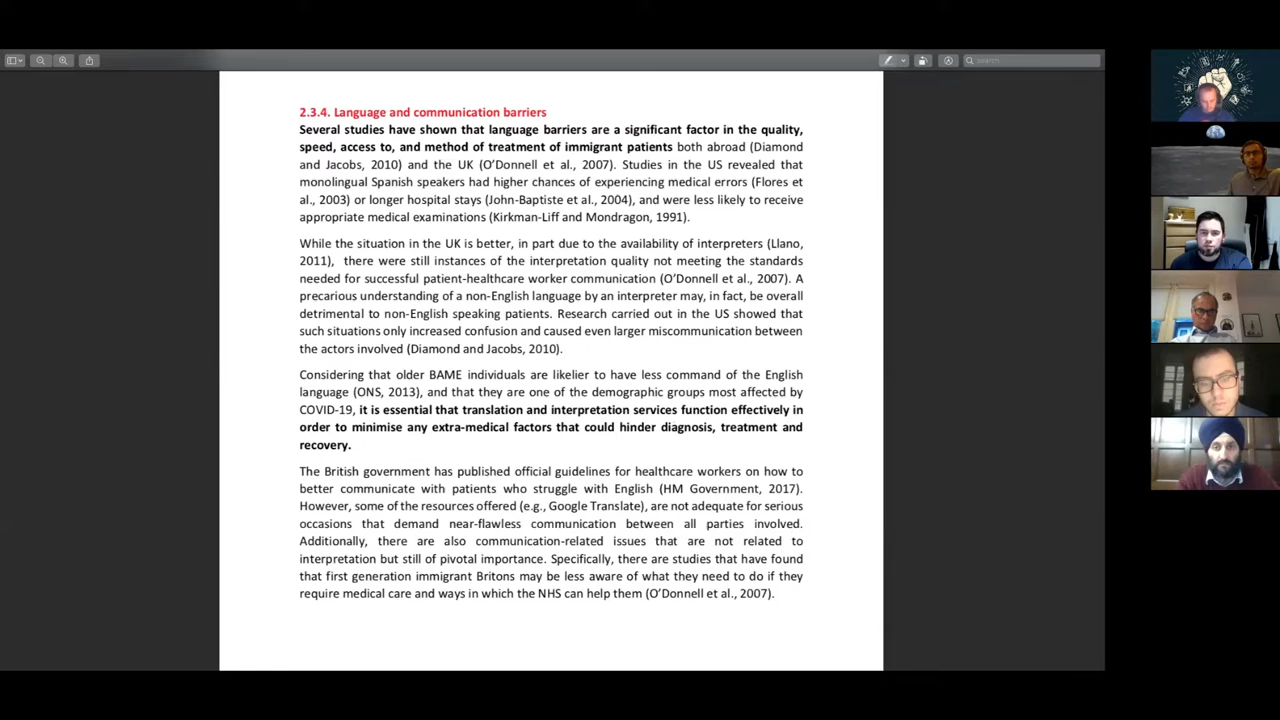 search
2.3.4. Language and communication barriers
Several studies have shown that language barriers are a significant factor in the quality,
speed, access to, and method of treatment of immigrant patients both abroad (Diamond
and Jacobs, 2010) and the UK (O’Donnell et al., 2007). Studies in the US revealed that
monolingual Spanish speakers had higher chances of experiencing medical errors (Flores et
al., 2003) or longer hospital stays (John-Baptiste et al., 2004), and were less likely to receive
appropriate medical examinations (Kirkman-Liff and Mondragon, 1991).
While the situation in the UK is better, in part due to the availability of interpreters (Llano,
2011),  there were still instances of the interpretation quality not meeting the standards
needed for successful patient-healthcare worker communication (O’Donnell et al., 2007). A
precarious understanding of a non-English language by an interpreter may, in fact, be overall
detrimental to non-English speaking patients. Research carried out in the US showed that
such situations only increased confusion and caused even larger miscommunication between
the actors involved (Diamond and Jacobs, 2010).
Considering that older BAME individuals are likelier to have less command of the English
language (ONS, 2013), and that they are one of the demographic groups most affected by
COVID-19, it is essential that translation and interpretation services function effectively in
order to minimise any extra-medical factors that could hinder diagnosis, treatment and
recovery.
The British government has published official guidelines for healthcare workers on how to
better communicate with patients who struggle with English (HM Government, 2017).
However, some of the resources offered (e.g., Google Translate), are not adequate for serious
occasions that demand near-flawless communication between all parties involved.
Additionally, there are also communication-related issues that are not related to
interpretation but still of pivotal importance. Specifically, there are studies that have found
that first generation immigrant Britons may be less aware of what they need to do if they
require medical care and ways in which the NHS can help them (O’Donnell et al., 2007).